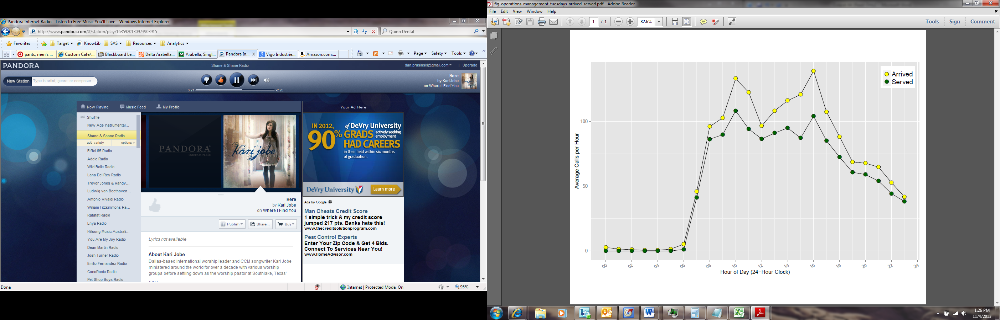 Pandora Internet Radio - Listen to Free Music You'll Love - Windows Internet Explorer
http://www.pandora.com/#/station/play/1635920130973903915
Quinn Dental
Favorites Target KnowLib SAS Resources Analytics
pants, men's ... Custom Cafe/... Blackboard Le... Delta Arabella... Arabella, Singl... Pandora In... Vigo Industrie... Amazon.com:...
Page Safety Tools
PANDORA
Shane & Shane Radio
dan.prusinski@gmail.com | Upgrade
New Station Type in artist, genre, or composer
3:21 -2:20
Here
by Kari Jobe
on Where I Find You
Now Playing Music Feed My Profile
Shuffle
New Age Instrumental...
Shane & Shane Radio
add variety options
Eiffel 65 Radio
Adele Radio
Wild Belle Radio
Lana Del Rey Radio
Trevor Jones & Randy...
Ludwig van Beethoven...
Antonio Vivaldi Radio
William Fitzsimmons Ra...
Ratatat Radio
Enya Radio
Hillsong Music Australi...
You Are My Joy Radio
Dean Martin Radio
Josh Turner Radio
Emilio Fernandez Radio
CocoRosie Radio
Pet Shop Boys Radio
PANDORA
internet radio
Kari jobe
WHERE I FIND YOU
Here
by Kari Jobe
on Where I Find You
Publish Share... Buy
Lyrics not available
About Kari Jobe
Dallas-based international worship leader and CCM songwriter Kari Jobe
ministered around the world for over a decade with various worship
groups before settling down as the worship pastor at Southlake, Texas'
Your Ad Here
IN 2012, of DeVry University
90% GRADS actively seeking employment
HAD CAREERS
in their field within six months
of graduation.
DeVry University Learn more
Ads by Google
Man Cheats Credit Score
1 simple trick & my credit score
jumped 217 pts. Banks hate this!
www.thecreditsolutionprogram.com
Pest Control Experts
Enter Your Zip Code & Get 4 Bids.
Connect To Services Near You!
www.HomeAdvisor.com
Done
Internet | Protected Mode: On
95%
fig_operations_management_tuesdays_arrived_served.pdf - Adobe Reader
File Edit View Window Help
1 / 1 82.6%
Tools Sign Comment
Arrived
Served
Average Calls per Hour
100
50
0
00 02 04 06 08 10 12 14 16 18 20 22 24
Hour of Day (24−Hour Clock)
1:26 PM
11/4/2013